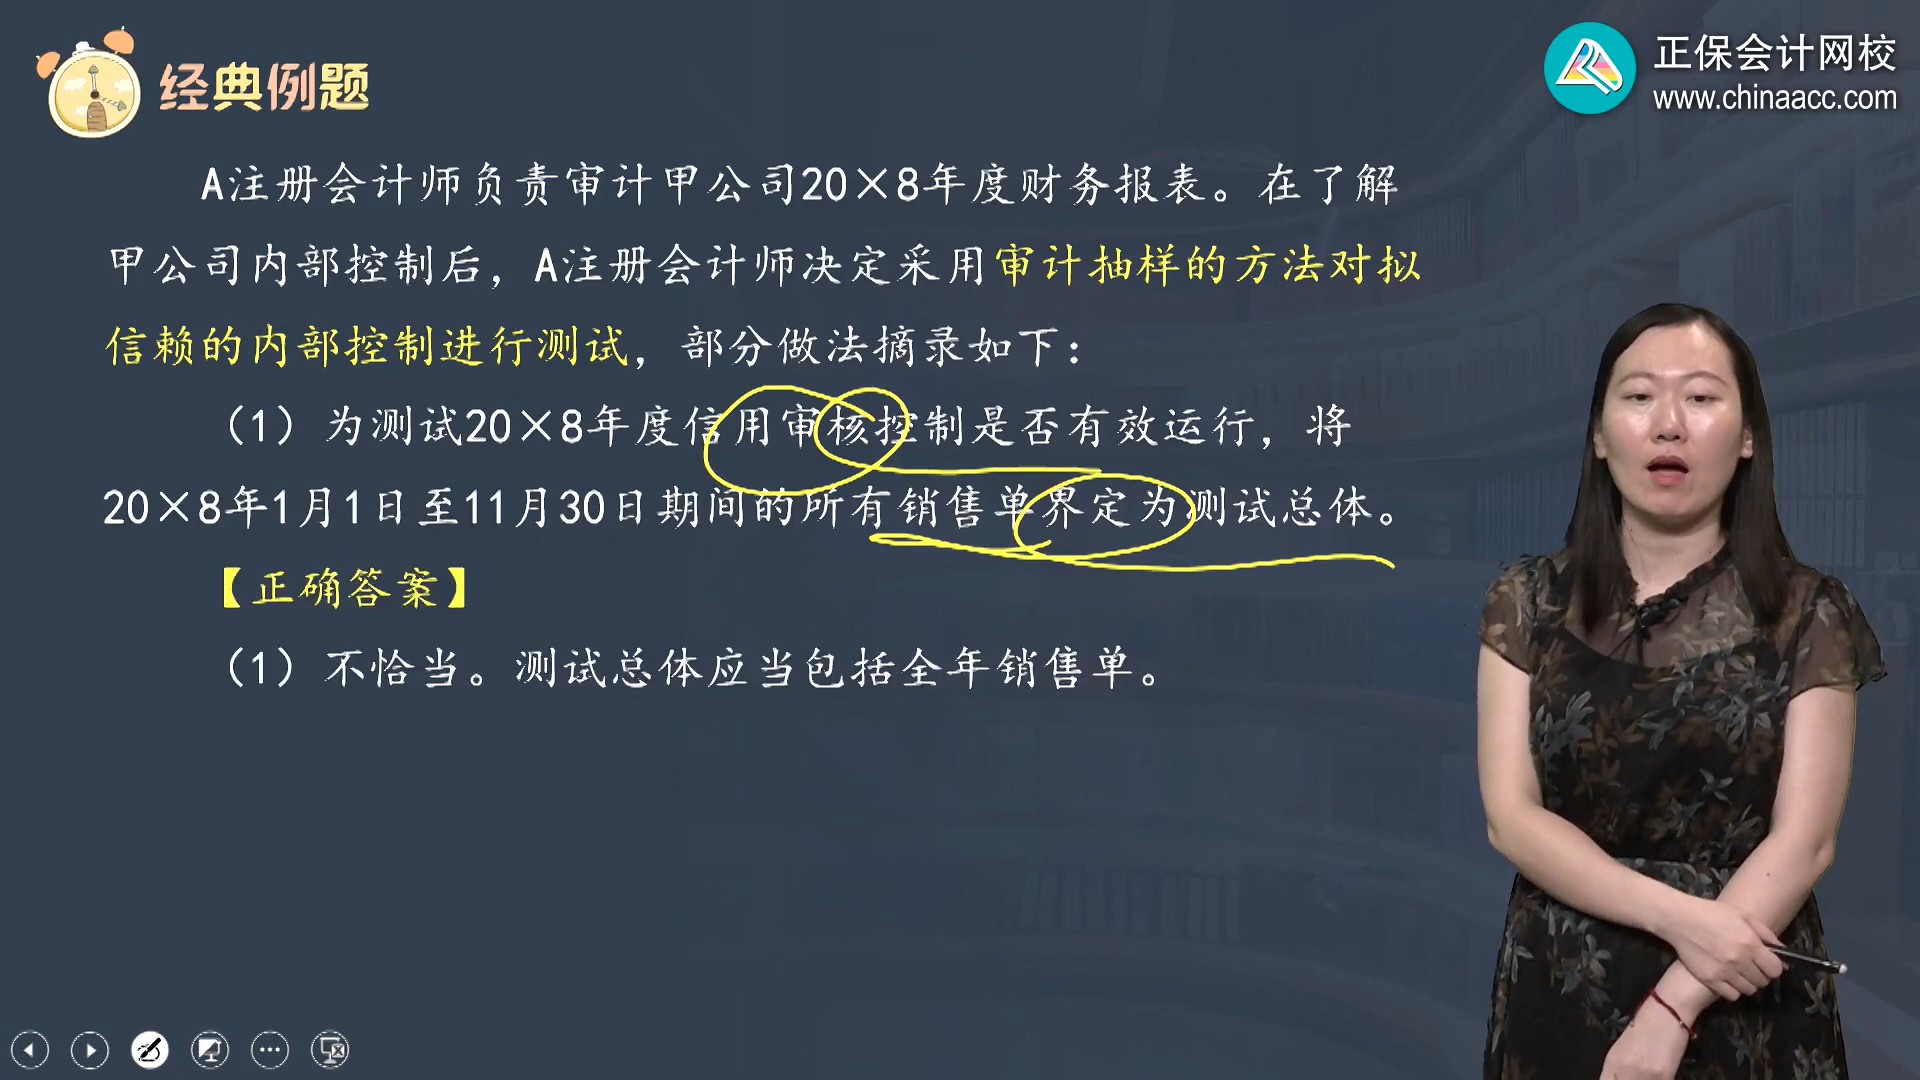 经典例题
正保会计网校
www.chinaacc.com
A注册会计师负责审计甲公司20×8年度财务报表。在了解
甲公司内部控制后，A注册会计师决定采用审计抽样的方法对拟
信赖的内部控制进行测试，部分做法摘录如下：
（1）为测试20×8年度信用审核控制是否有效运行，将
20×8年1月1日至11月30日期间的所有销售单界定为测试总体。
【正确答案】
（1）不恰当。测试总体应当包括全年销售单。